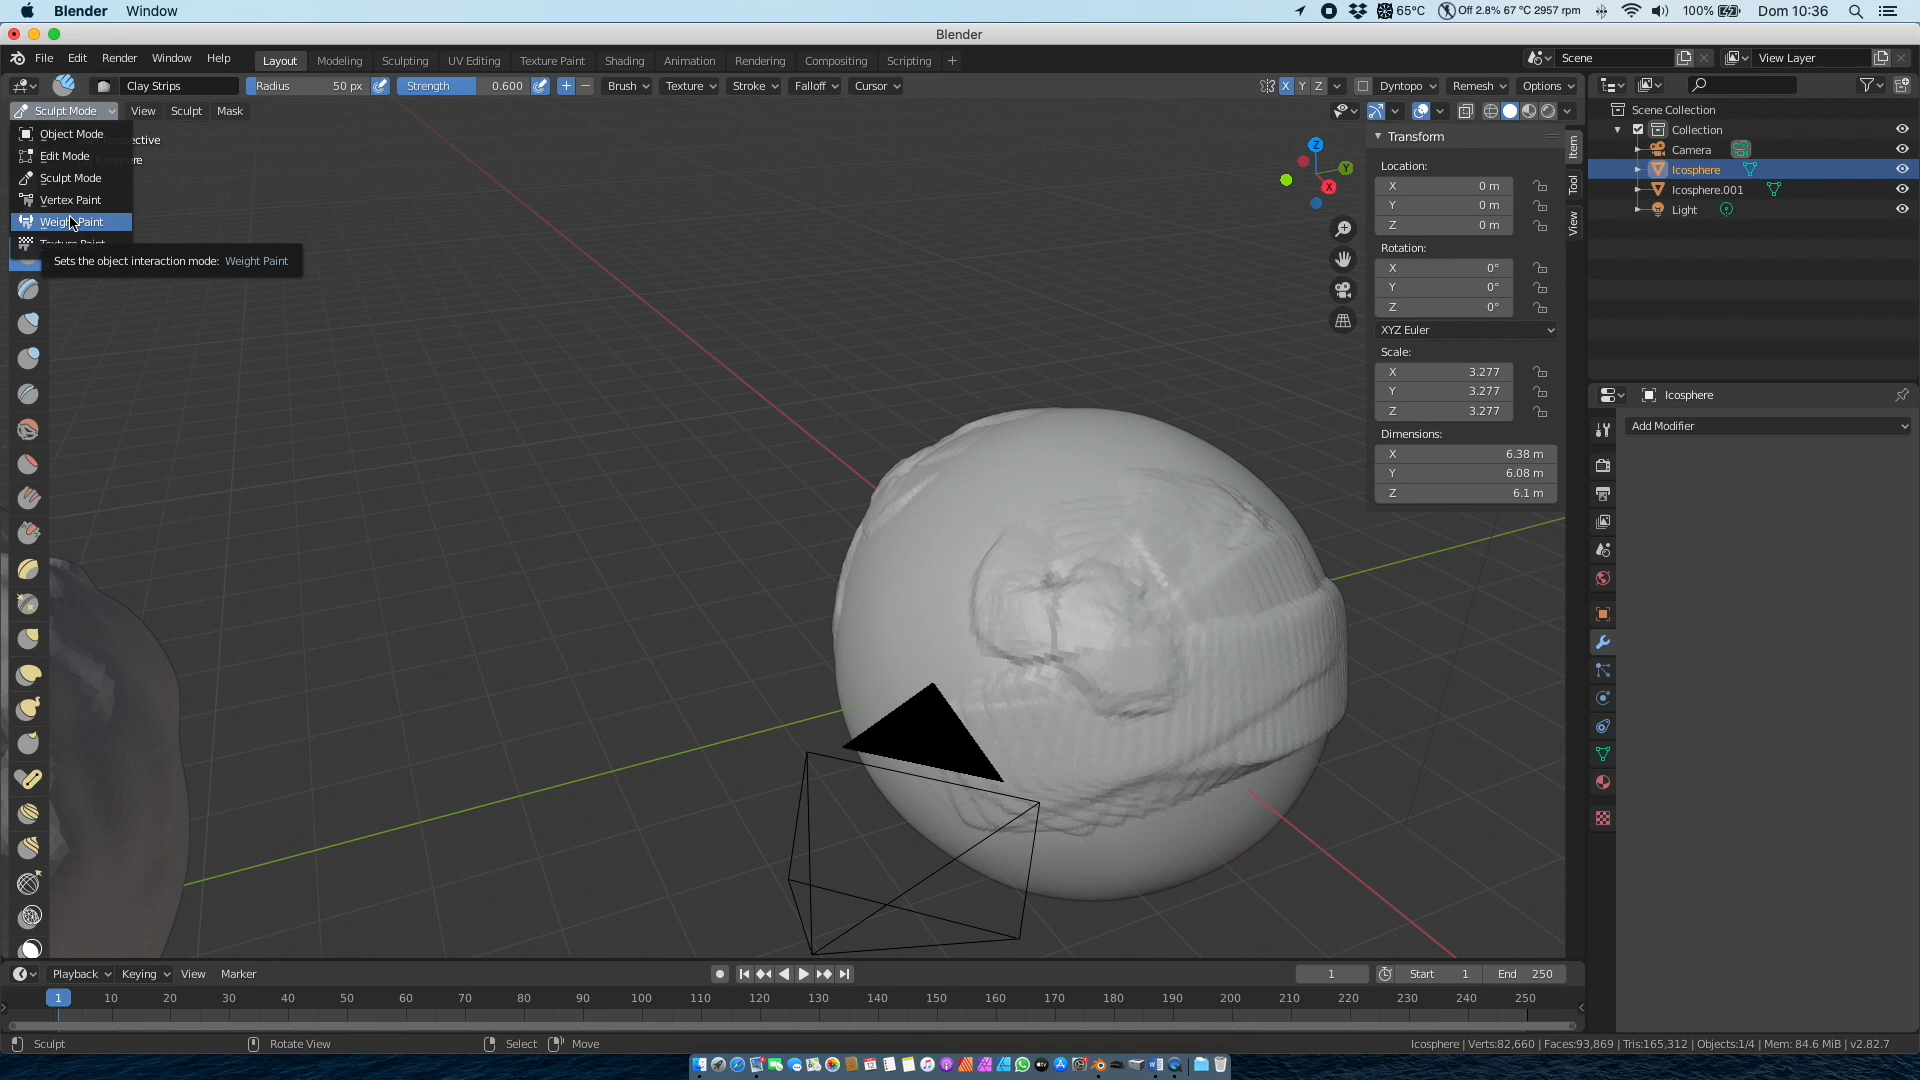 Blender Window 65°C Off 2.8% 67 °C 2957 rpm 100% Dom 10:36
Blender
File Edit Render Window Help Layout Modeling Sculpting UV Editing Texture Paint Shading Animation Rendering Compositing Scripting + Scene View Layer
Clay Strips Radius 50 px Strength 0.600 + − Brush Texture Stroke Falloff Cursor X Y Z Dyntopo Remesh Options
Sculpt Mode View Sculpt Mask
Object Mode
Edit Mode
Sculpt Mode
Vertex Paint
Weight Paint
Sets the object interaction mode: Weight Paint
Z
Y
X
Transform
Location:
X 0 m
Y 0 m
Z 0 m
Rotation:
X 0°
Y 0°
Z 0°
XYZ Euler
Scale:
X 3.277
Y 3.277
Z 3.277
Dimensions:
X 6.38 m
Y 6.08 m
Z 6.1 m
Item
Tool
View
Scene Collection
Collection
Camera
Icosphere
Icosphere.001
Light
Icosphere
Add Modifier
Playback Keying View Marker 1 Start 1 End 250
1 10 20 30 40 50 60 70 80 90 100 110 120 130 140 150 160 170 180 190 200 210 220 230 240 250
Sculpt Rotate View Select Move Icosphere | Verts:82,660 | Faces:93,869 | Tris:165,312 | Objects:1/4 | Mem: 84.6 MiB | v2.82.7